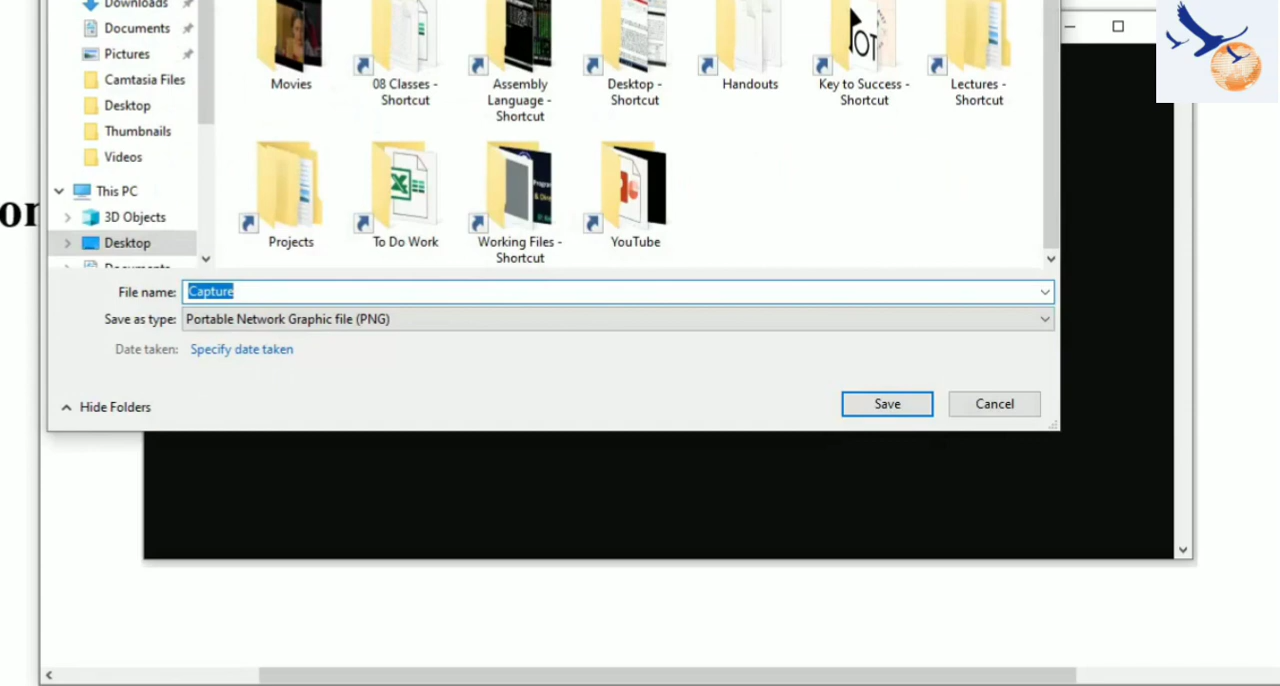 Downloads
Documents
Pictures
Camtasia Files
Desktop
Thumbnails
Videos
This PC
3D Objects
Desktop
Documents
Movies
08 Classes -
Shortcut
Assembly
Language -
Shortcut
Desktop -
Shortcut
Handouts
Key to Success -
Shortcut
Lectures -
Shortcut
Projects
To Do Work
Working Files -
Shortcut
YouTube
File name: Capture
Save as type: Portable Network Graphic file (PNG)
Date taken: Specify date taken
Hide Folders
Save
Cancel